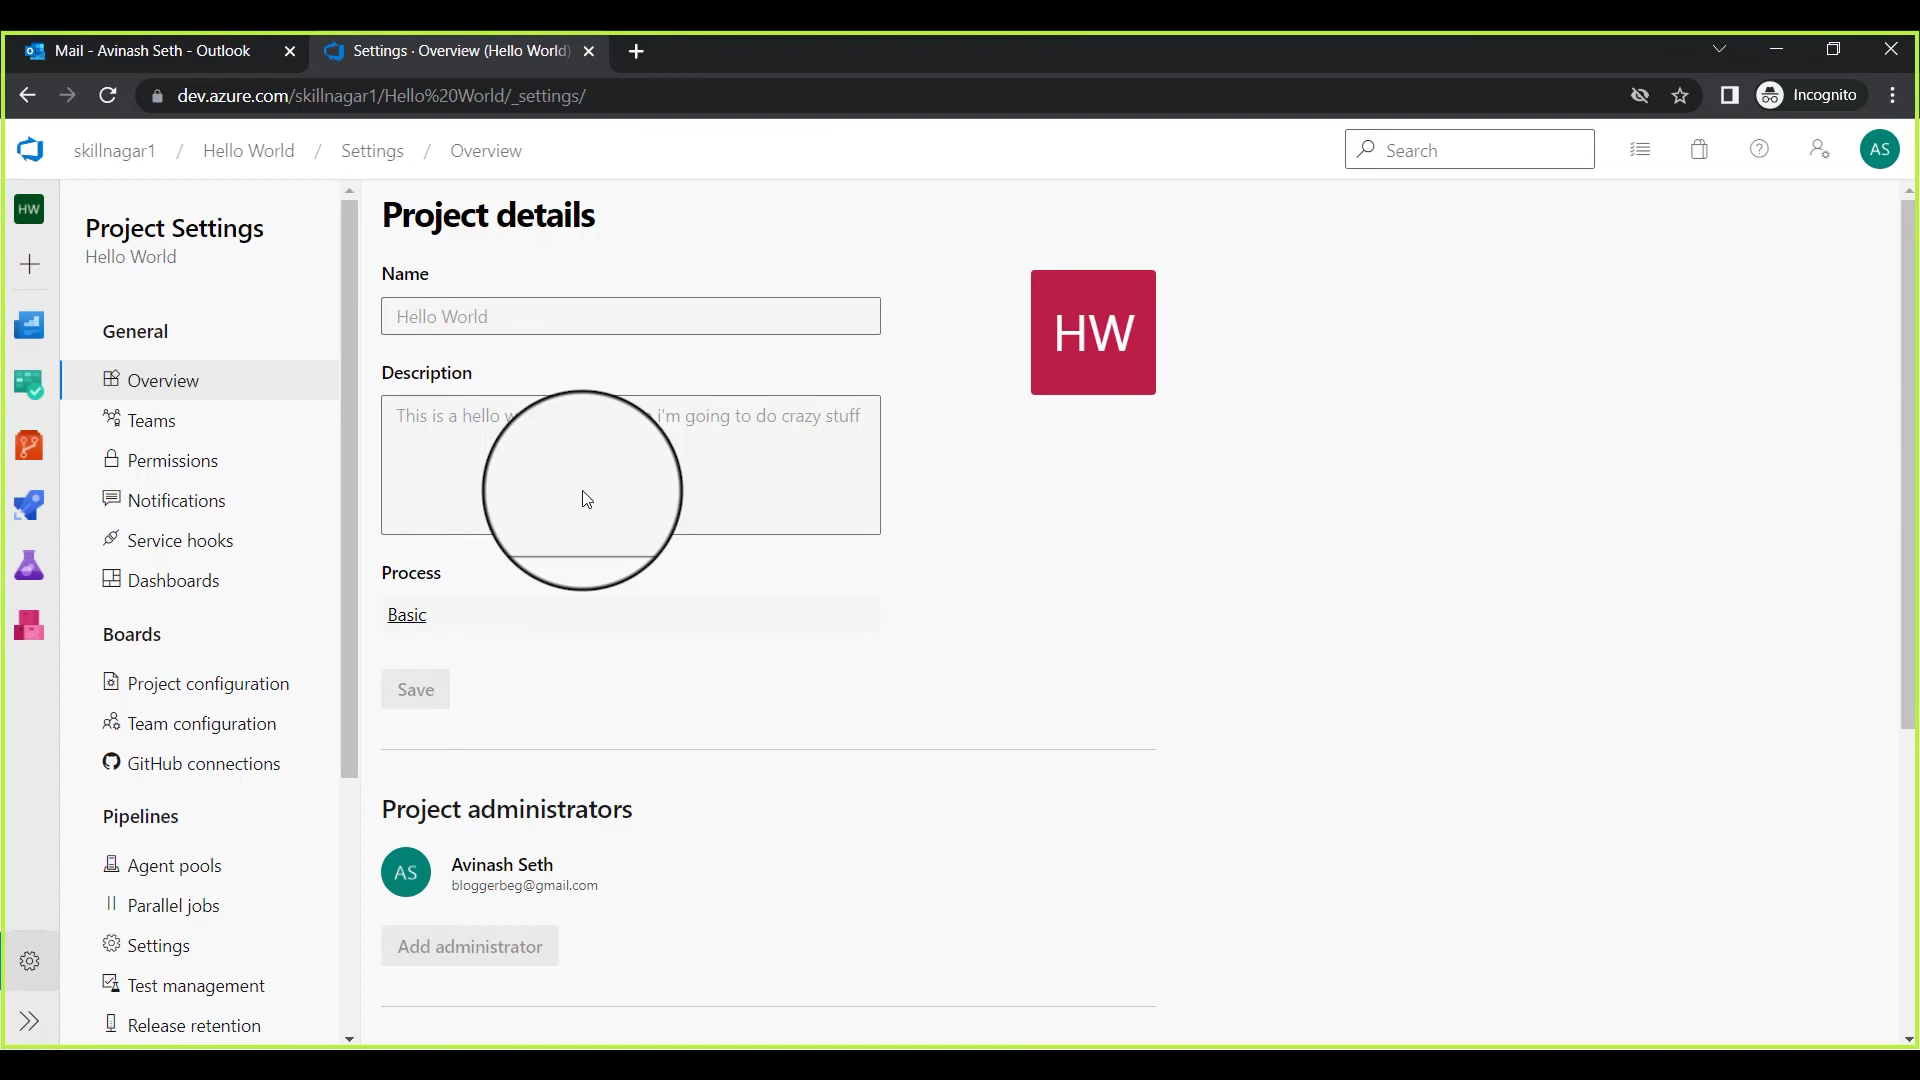 Mail - Avinash Seth - Outlook
Settings · Overview (Hello World)
dev.azure.com/skillnagar1/Hello%20World/_settings/
Incognito
skillnagar1 / Hello World / Settings / Overview
Search
AS
HW
Project Settings
Hello World
General
Overview
Teams
Permissions
Notifications
Service hooks
Dashboards
Boards
Project configuration
Team configuration
GitHub connections
Pipelines
Agent pools
Parallel jobs
Settings
Test management
Release retention
Project details
Name
Hello World
HW
Description
This is a hello i'm going to do crazy stuff
Process
Basic
Save
Project administrators
AS
Avinash Seth
bloggerbeg@gmail.com
Add administrator